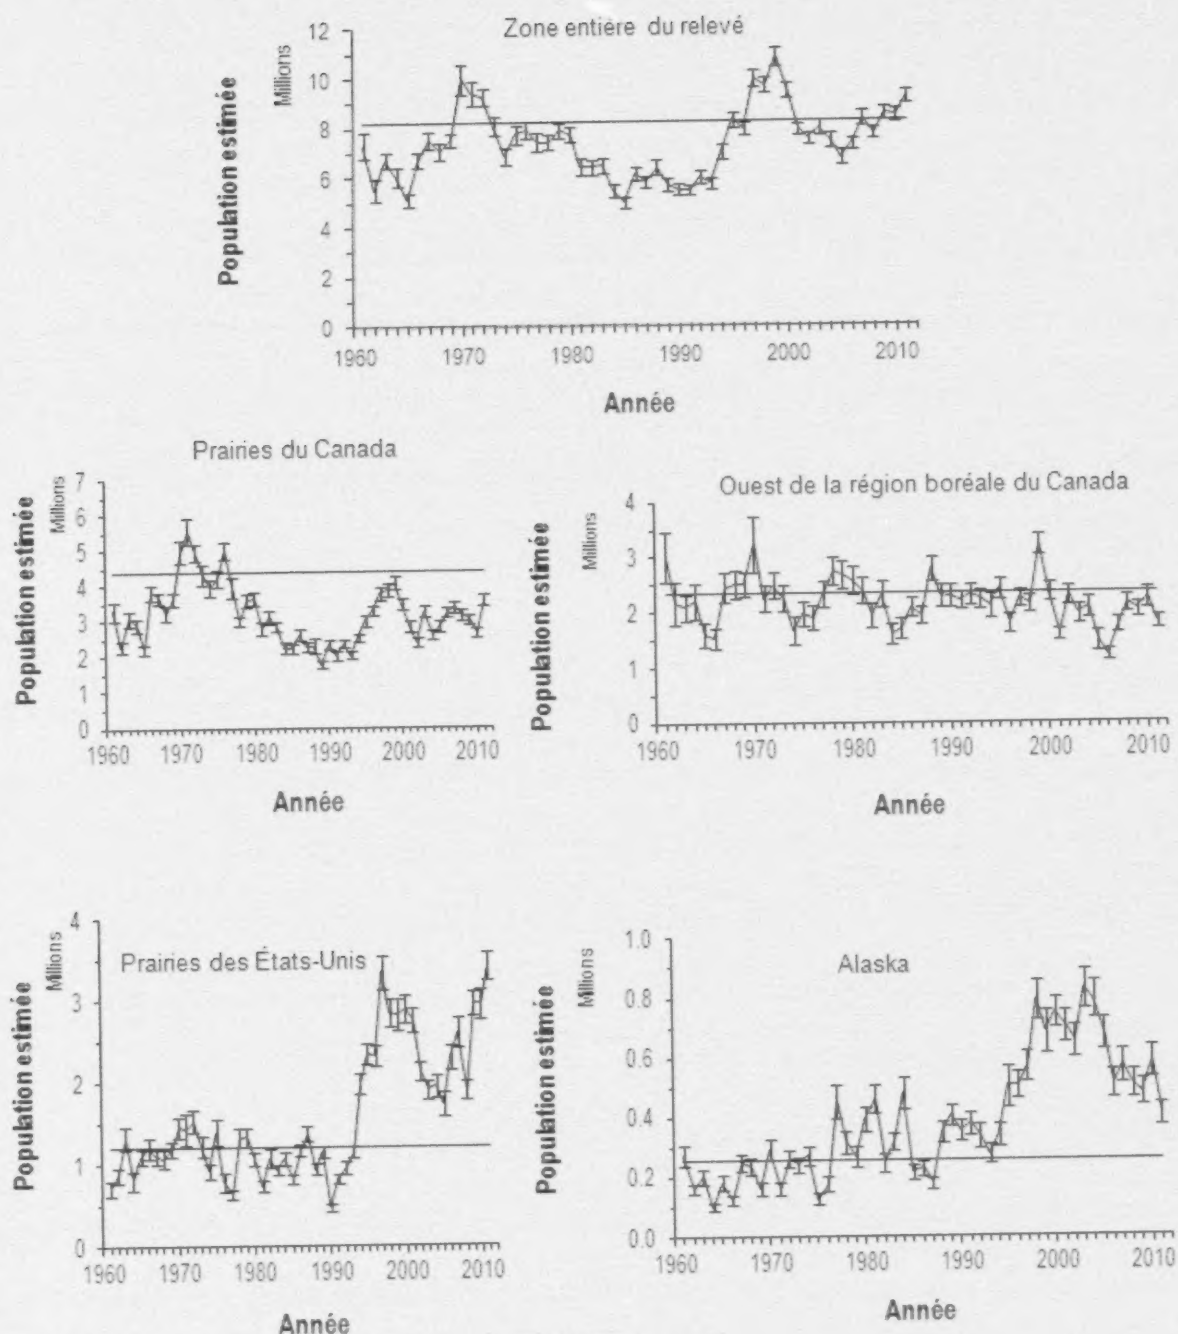 Zone entière du relevé
Population estimée
Millions
12
10
8
6
4
2
0
1960 1970 1980 1990 2000 2010
Année
Prairies du Canada
Population estimée
Millions
7
6
5
4
3
2
1
0
1960 1970 1980 1990 2000 2010
Année
Ouest de la région boréale du Canada
Population estimée
Millions
4
3
2
1
0
1960 1970 1980 1990 2000 2010
Année
Prairies des États-Unis
Population estimée
Millions
4
3
2
1
0
1960 1970 1980 1990 2000 2010
Année
Alaska
Population estimée
Millions
1.0
0.8
0.6
0.4
0.2
0.0
1960 1970 1980 1990 2000 2010
Année